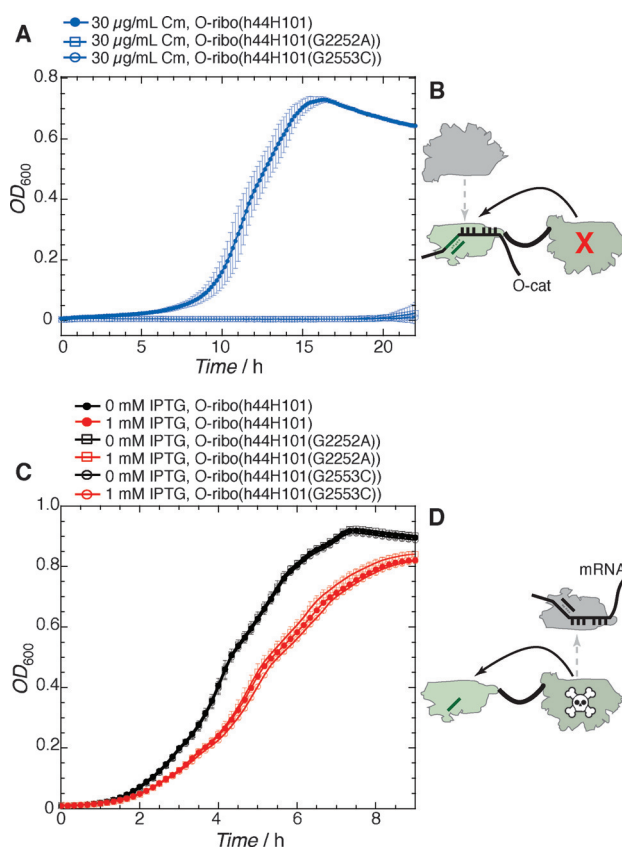 A
30 µg/mL Cm, O-ribo(h44H101)
30 µg/mL Cm, O-ribo(h44H101(G2252A))
30 µg/mL Cm, O-ribo(h44H101(G2553C))
0.8
0.6
0.4
0.2
0
OD600
0 5 10 15 20
Time / h
B
X
O-cat
0 mM IPTG, O-ribo(h44H101)
1 mM IPTG, O-ribo(h44H101)
0 mM IPTG, O-ribo(h44H101(G2252A))
1 mM IPTG, O-ribo(h44H101(G2252A))
0 mM IPTG, O-ribo(h44H101(G2553C))
1 mM IPTG, O-ribo(h44H101(G2553C))
C
1.0
0.8
0.6
0.4
0.2
0
OD600
0 2 4 6 8
Time / h
D
mRNA